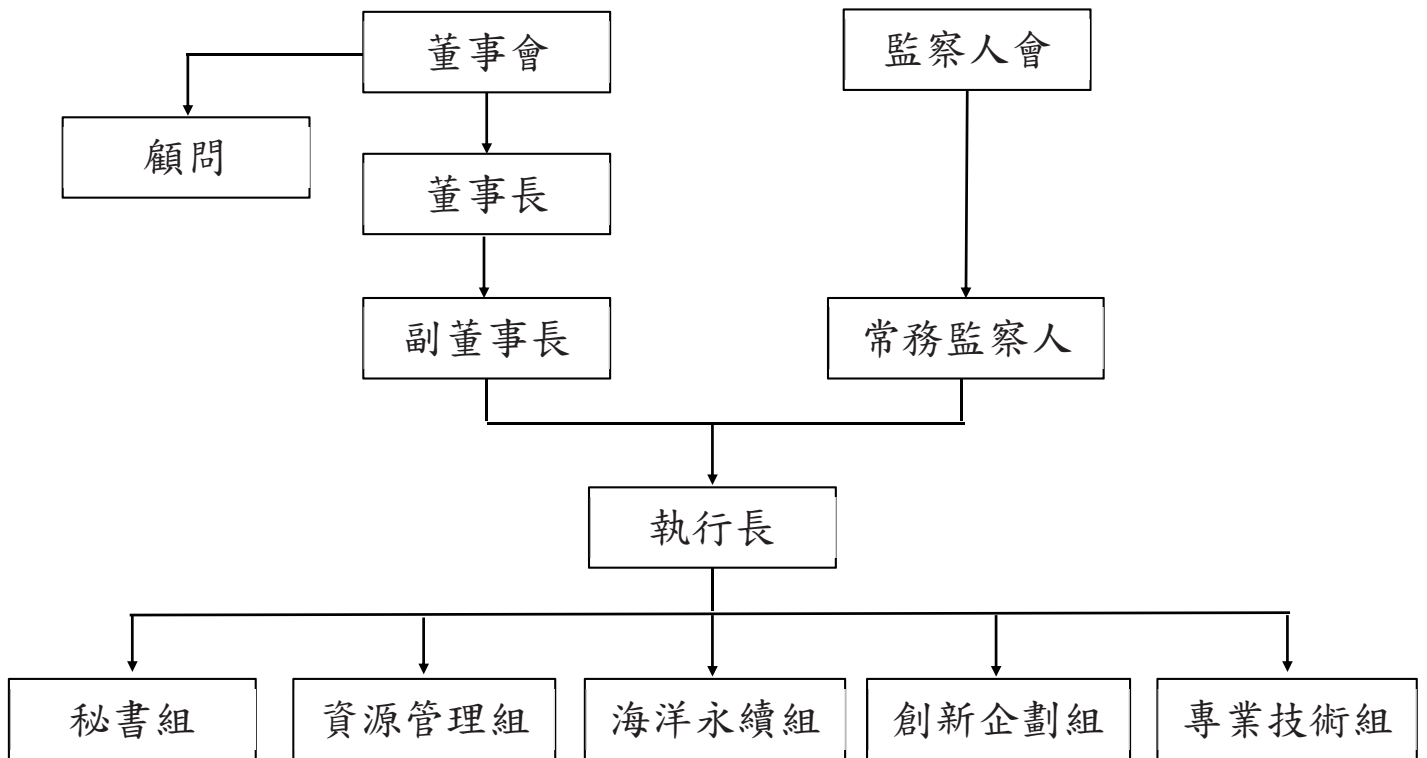 董事會
監察人會
顧問
董事長
副董事長
常務監察人
執行長
秘書組
資源管理組
海洋永續組
創新企劃組
專業技術組